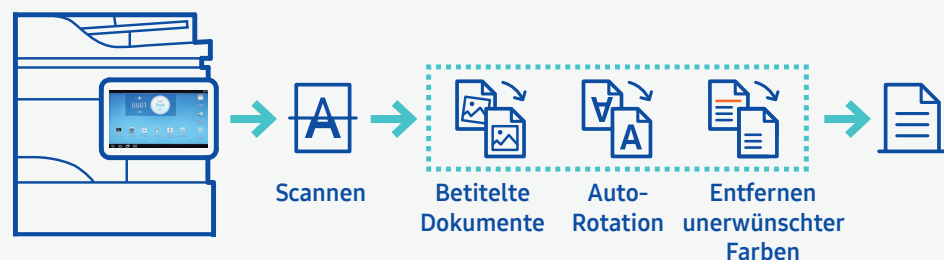 A
Scannen
Betitelte
Dokumente
A
A
Auto-
Rotation
Entfernen
unerwünschter
Farben